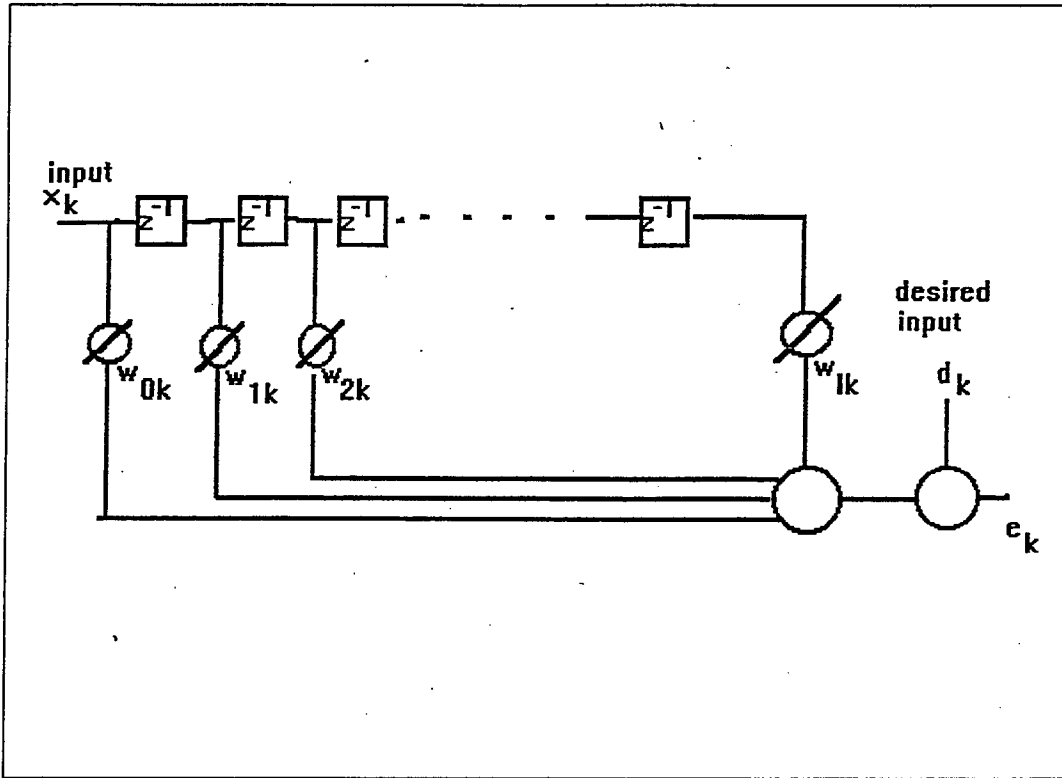 input
x_k
z^-1 z^-1 z^-1 z^-1
w_0k w_1k w_2k w_lk
desired
input
d_k
e_k